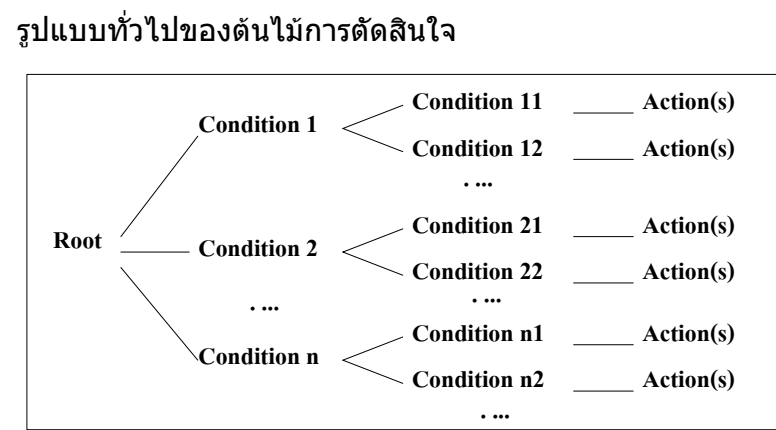 รูปแบบทั่วไปของต้นไม้การตัดสินใจ
Condition 11 Action(s)
Condition 1
Condition 12 Action(s)
. ...
Condition 21 Action(s)
Root Condition 2
Condition 22 Action(s)
. ... . ...
Condition n1 Action(s)
Condition n
Condition n2 Action(s)
. ...